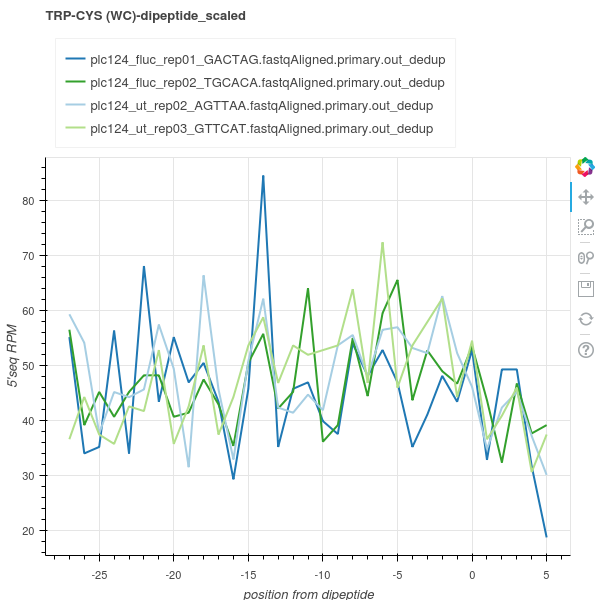 TRP-CYS (WC)-dipeptide_scaled
plc124_fluc_rep01_GACTAG.fastqAligned.primary.out_dedup
plc124_fluc_rep02_TGCACA.fastqAligned.primary.out_dedup
plc124_ut_rep02_AGTTAA.fastqAligned.primary.out_dedup
plc124_ut_rep03_GTTCAT.fastqAligned.primary.out_dedup
80
70
60
50
40
30
20
5'seq RPM
-25 -20 -15 -10 -5 0 5
position from dipeptide